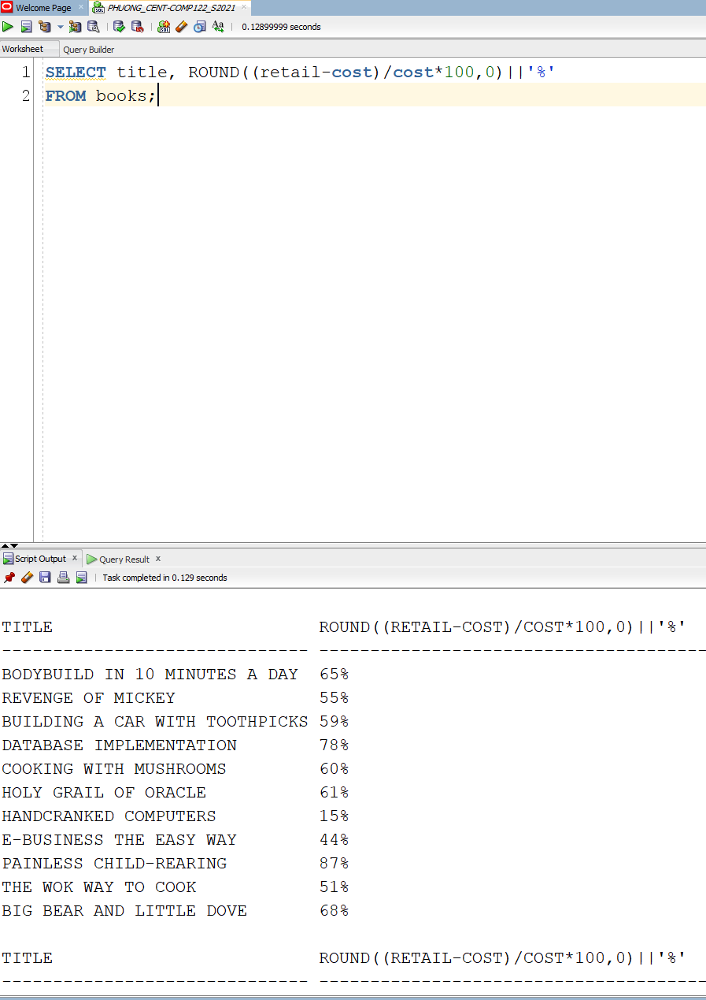 Welcome Page × PHUONG_CENT-COMP122_S2021 ×
SQL Aa 0.12899999 seconds
Worksheet Query Builder
1 SELECT title, ROUND((retail-cost)/cost*100,0)||'%'
2 FROM books;
Script Output x Query Result x
Task completed in 0.129 seconds
TITLE ROUND((RETAIL-COST)/COST*100,0)||'%'
------------------------------ --------------------------------------
BODYBUILD IN 10 MINUTES A DAY 65%
REVENGE OF MICKEY 55%
BUILDING A CAR WITH TOOTHPICKS 59%
DATABASE IMPLEMENTATION 78%
COOKING WITH MUSHROOMS 60%
HOLY GRAIL OF ORACLE 61%
HANDCRANKED COMPUTERS 15%
E-BUSINESS THE EASY WAY 44%
PAINLESS CHILD-REARING 87%
THE WOK WAY TO COOK 51%
BIG BEAR AND LITTLE DOVE 68%
TITLE ROUND((RETAIL-COST)/COST*100,0)||'%'
------------------------------ --------------------------------------